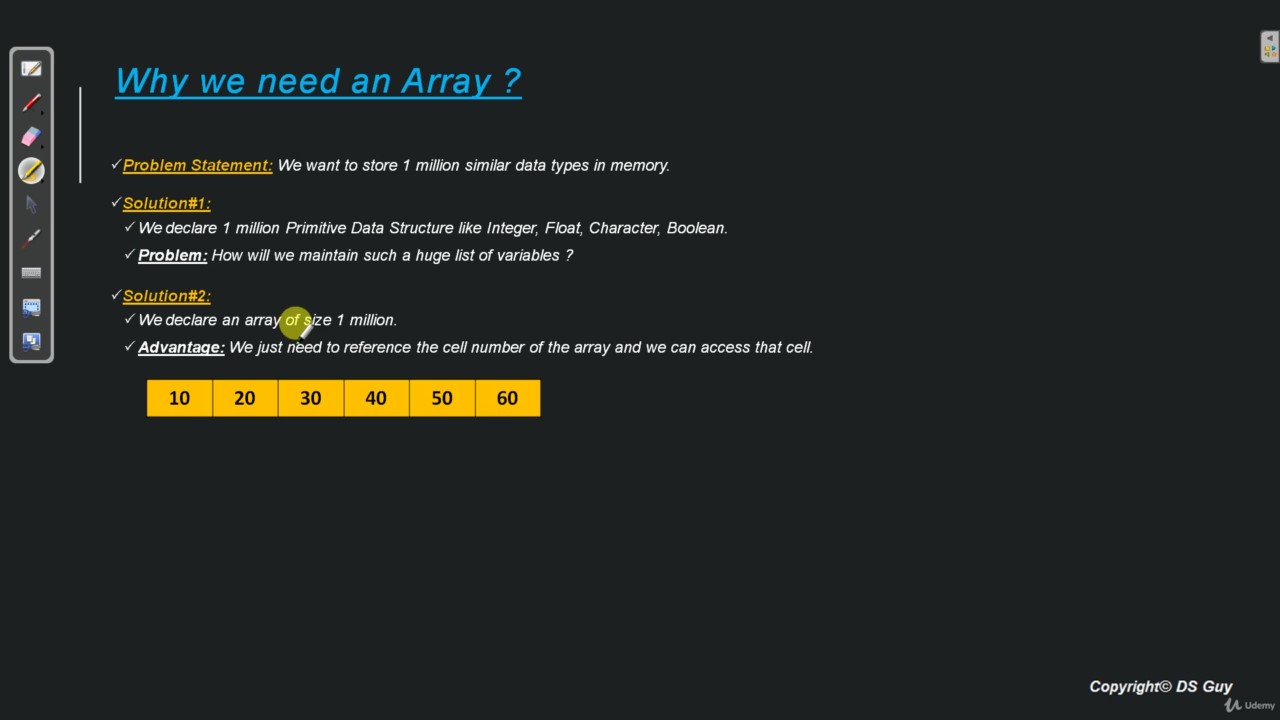 Why we need an Array ?
✓Problem Statement: We want to store 1 million similar data types in memory.
✓Solution#1:
✓We declare 1 million Primitive Data Structure like Integer, Float, Character, Boolean.
✓Problem: How will we maintain such a huge list of variables ?
✓Solution#2:
✓We declare an array of size 1 million.
✓Advantage: We just need to reference the cell number of the array and we can access that cell.
10 20 30 40 50 60
Copyright© DS Guy
Udemy